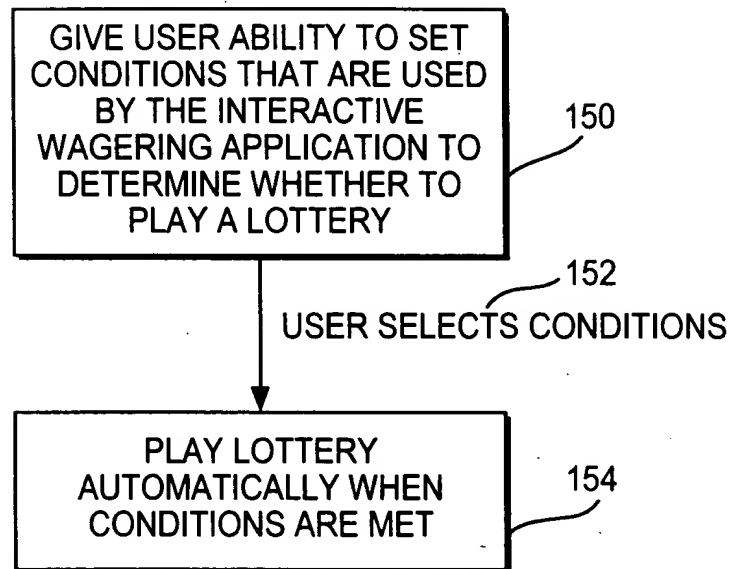 GIVE USER ABILITY TO SET
CONDITIONS THAT ARE USED
BY THE INTERACTIVE
WAGERING APPLICATION TO
DETERMINE WHETHER TO
PLAY A LOTTERY
150
152
USER SELECTS CONDITIONS
PLAY LOTTERY
AUTOMATICALLY WHEN
CONDITIONS ARE MET
154